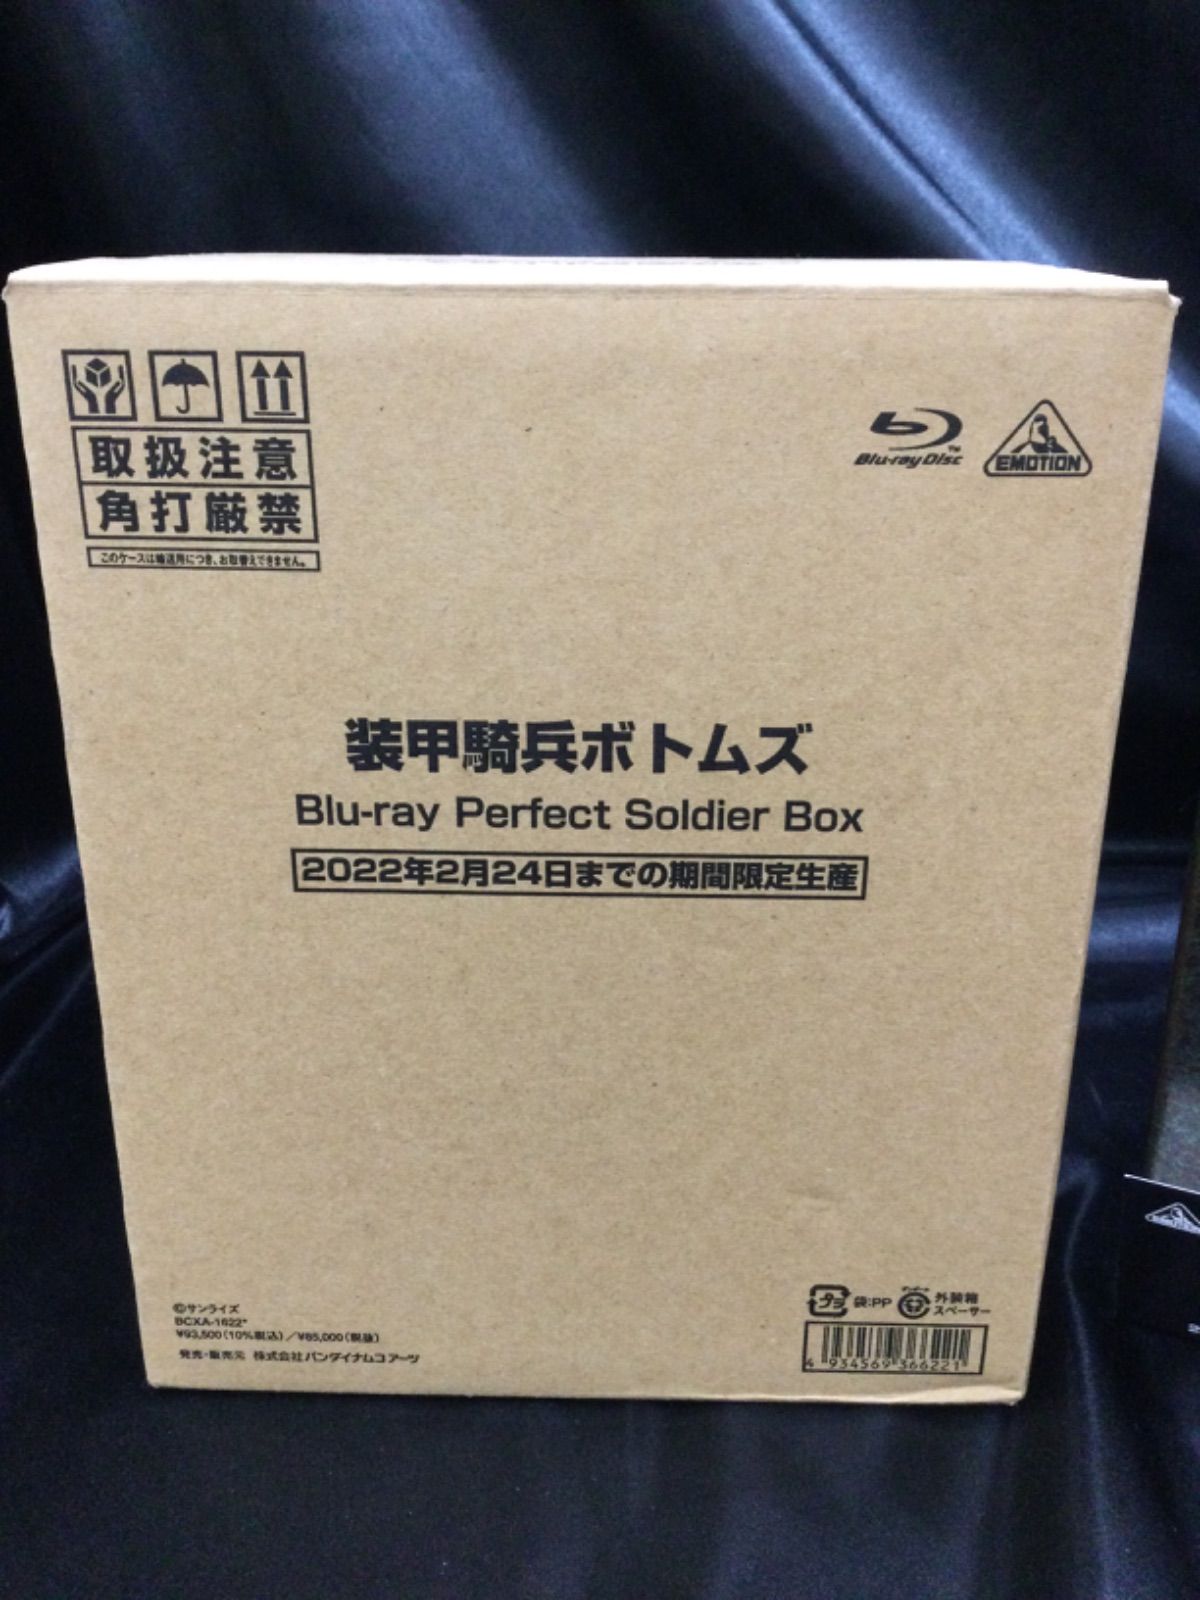 取扱注意
角打厳禁
このケースは輸送用につき、お取替えできません。
Blu-ray Disc™
EMOTION
装甲騎兵ボトムズ
Blu-ray Perfect Soldier Box
2022年2月24日までの期間限定生産
©サンライズ
BCXA-1622*
¥93,500(10%税込)/¥85,000(税抜)
発売・販売元 株式会社バンダイナムコアーツ
プラ 袋:PP
外装箱
スペーサー
4 934569 366221